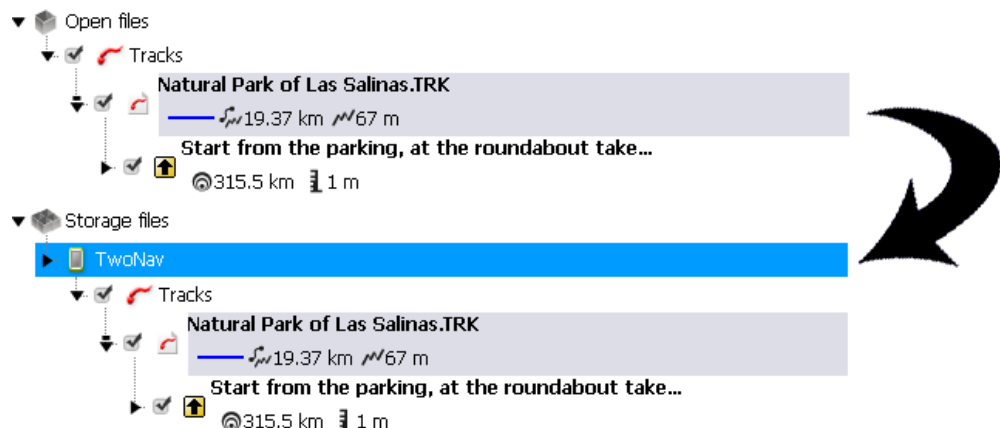 Open files
Tracks
Natural Park of Las Salinas.TRK
19.37 km 67 m
Start from the parking, at the roundabout take...
315.5 km 1 m
Storage files
TwoNav
Tracks
Natural Park of Las Salinas.TRK
19.37 km 67 m
Start from the parking, at the roundabout take...
315.5 km 1 m